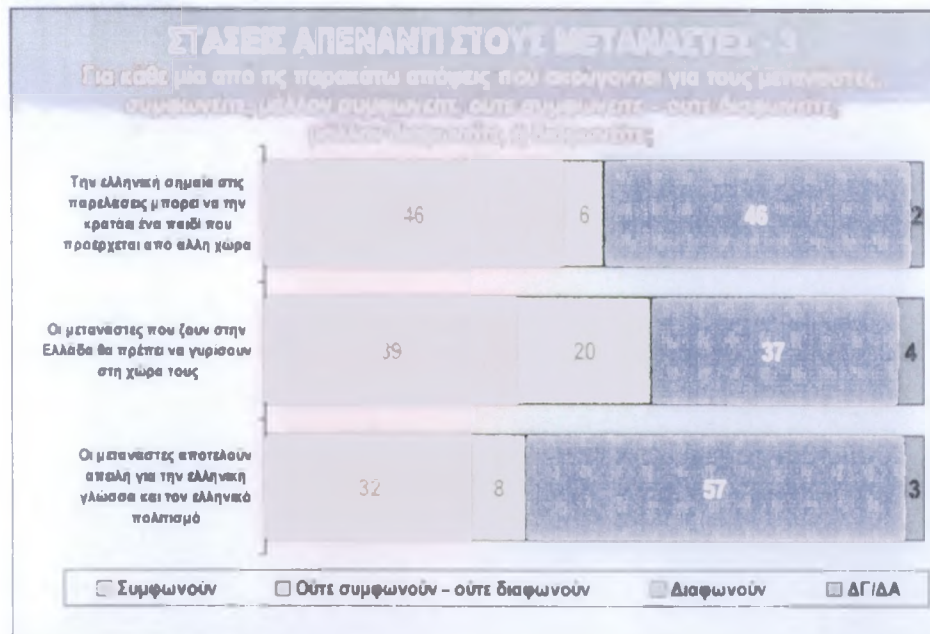 ΣΤΑΣΕΙΣ ΑΠΕΝΑΝΤΙ ΣΤΟΥΣ ΜΕΤΑΝΑΣΤΕΣ - 3
Για κάθε μία από τις παρακάτω απόψεις που ακούγονται για τους μετανάστες,
συμφωνείτε, μάλλον συμφωνείτε, ούτε συμφωνείτε – ούτε διαφωνείτε,
μάλλον διαφωνείτε, ή διαφωνείτε;
Την ελληνική σημαία στις
παρελάσεις μπορεί να την
κρατάει ένα παιδί που
προέρχεται από άλλη χώρα
46 6 46 2
Οι μετανάστες που ζουν στην
Ελλάδα θα πρέπει να γυρίσουν
στη χώρα τους
39 20 37 4
Οι μετανάστες αποτελούν
απειλή για την ελληνική
γλώσσα και τον ελληνικό
πολιτισμό
32 8 57 3
Συμφωνούν Ούτε συμφωνούν – ούτε διαφωνούν Διαφωνούν ΔΓ/ΔΑ